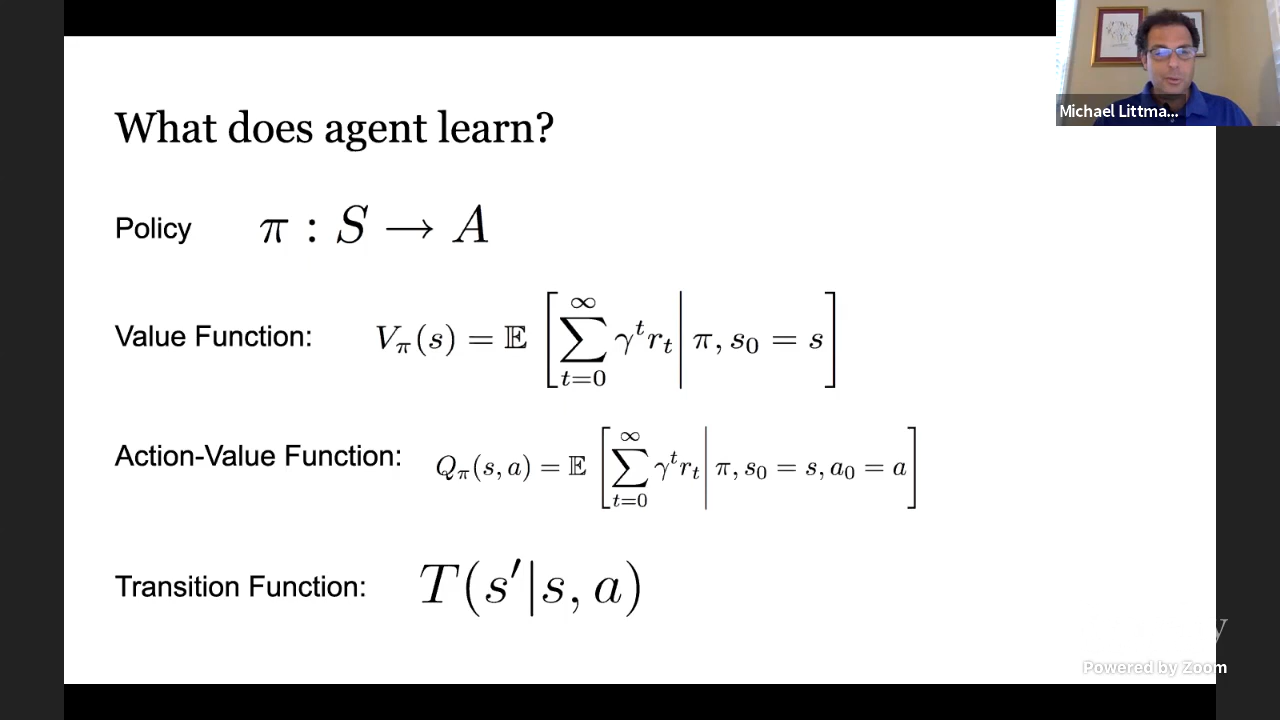 What does agent learn?
Policy π : S → A
Value Function: V_π(s) = 𝔼 [ ∑_{t=0}^{∞} γ^t r_t | π, s_0 = s ]
Action-Value Function: Q_π(s, a) = 𝔼 [ ∑_{t=0}^{∞} γ^t r_t | π, s_0 = s, a_0 = a ]
Transition Function: T(s′|s, a)
Michael Littma...
y
Powered by Zoom